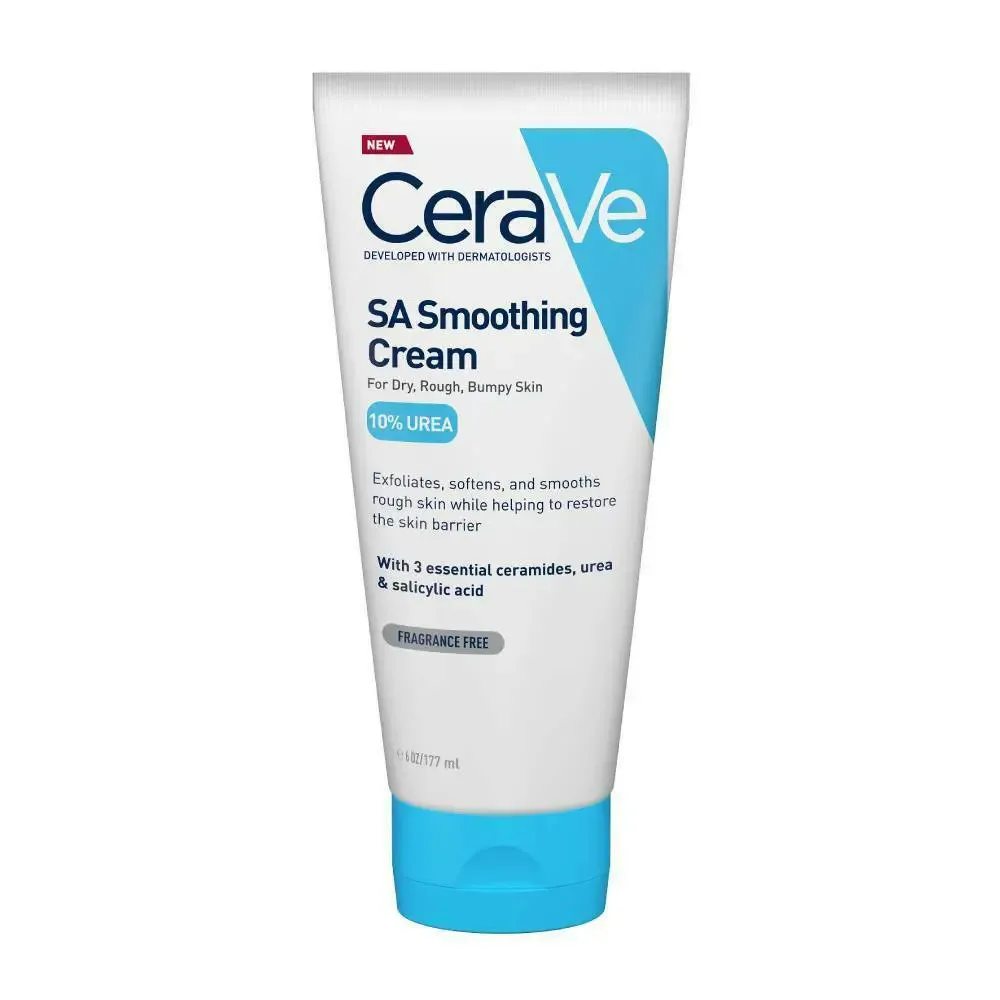 NEW
CeraVe
DEVELOPED WITH DERMATOLOGISTS
SA Smoothing
Cream
For Dry, Rough, Bumpy Skin
10% UREA
Exfoliates, softens, and smooths
rough skin while helping to restore
the skin barrier
With 3 essential ceramides, urea
& salicylic acid
FRAGRANCE FREE
℮ 6 OZ/177 ml